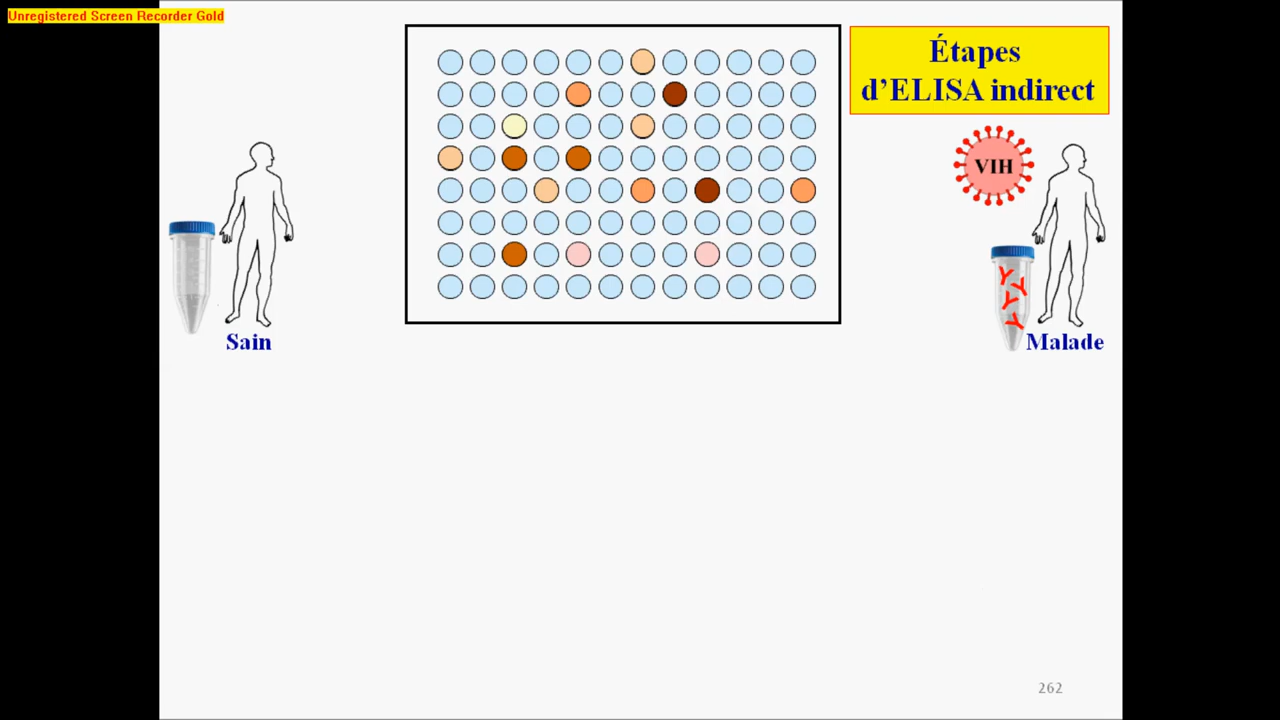 Unregistered Screen Recorder Gold
Étapes
d’ELISA indirect
VIH
Sain
Malade
262